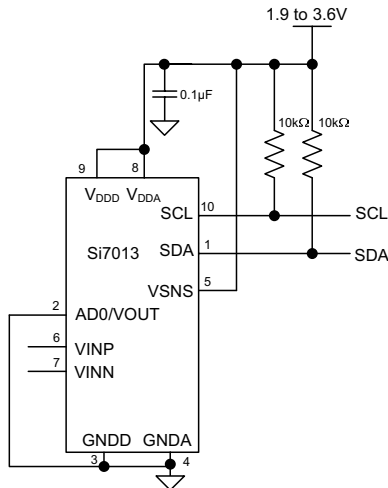 1.9 to 3.6V
0.1μF
10kΩ 10kΩ
9 8
VDDD VDDA
SCL 10 SCL
Si7013
SDA 1 SDA
VSNS 5
2 AD0/VOUT
6 VINP
7 VINN
GNDD GNDA
3 4